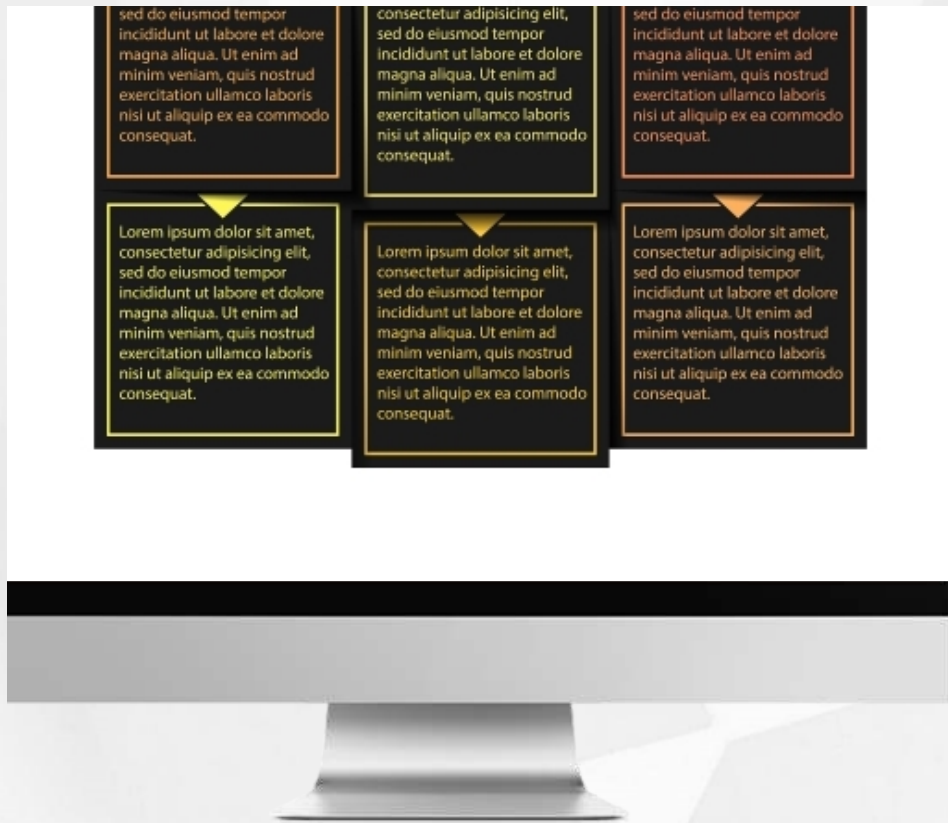 sed do eiusmod tempor
incididunt ut labore et dolore
magna aliqua. Ut enim ad
minim veniam, quis nostrud
exercitation ullamco laboris
nisi ut aliquip ex ea commodo
consequat.
consectetur adipisicing elit,
sed do eiusmod tempor
incididunt ut labore et dolore
magna aliqua. Ut enim ad
minim veniam, quis nostrud
exercitation ullamco laboris
nisi ut aliquip ex ea commodo
consequat.
sed do eiusmod tempor
incididunt ut labore et dolore
magna aliqua. Ut enim ad
minim veniam, quis nostrud
exercitation ullamco laboris
nisi ut aliquip ex ea commodo
consequat.
Lorem ipsum dolor sit amet,
consectetur adipisicing elit,
sed do eiusmod tempor
incididunt ut labore et dolore
magna aliqua. Ut enim ad
minim veniam, quis nostrud
exercitation ullamco laboris
nisi ut aliquip ex ea commodo
consequat.
Lorem ipsum dolor sit amet,
consectetur adipisicing elit,
sed do eiusmod tempor
incididunt ut labore et dolore
magna aliqua. Ut enim ad
minim veniam, quis nostrud
exercitation ullamco laboris
nisi ut aliquip ex ea commodo
consequat.
Lorem ipsum dolor sit amet,
consectetur adipisicing elit,
sed do eiusmod tempor
incididunt ut labore et dolore
magna aliqua. Ut enim ad
minim veniam, quis nostrud
exercitation ullamco laboris
nisi ut aliquip ex ea commodo
consequat.